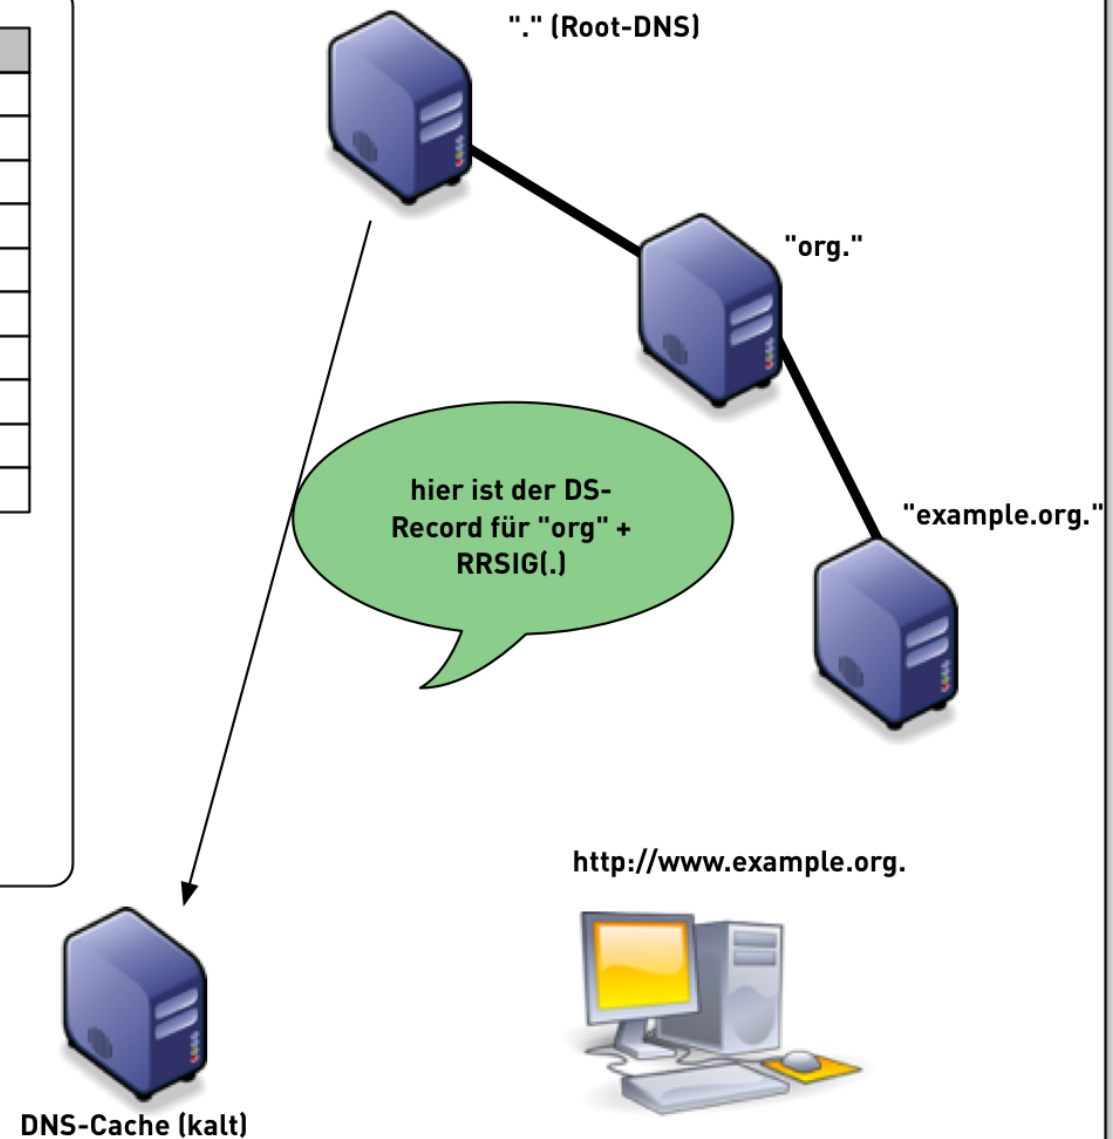 "." (Root-DNS)
"org."
hier ist der DS-
Record für "org" +
RRSIG(.)
"example.org."
http://www.example.org.
DNS-Cache (kalt)